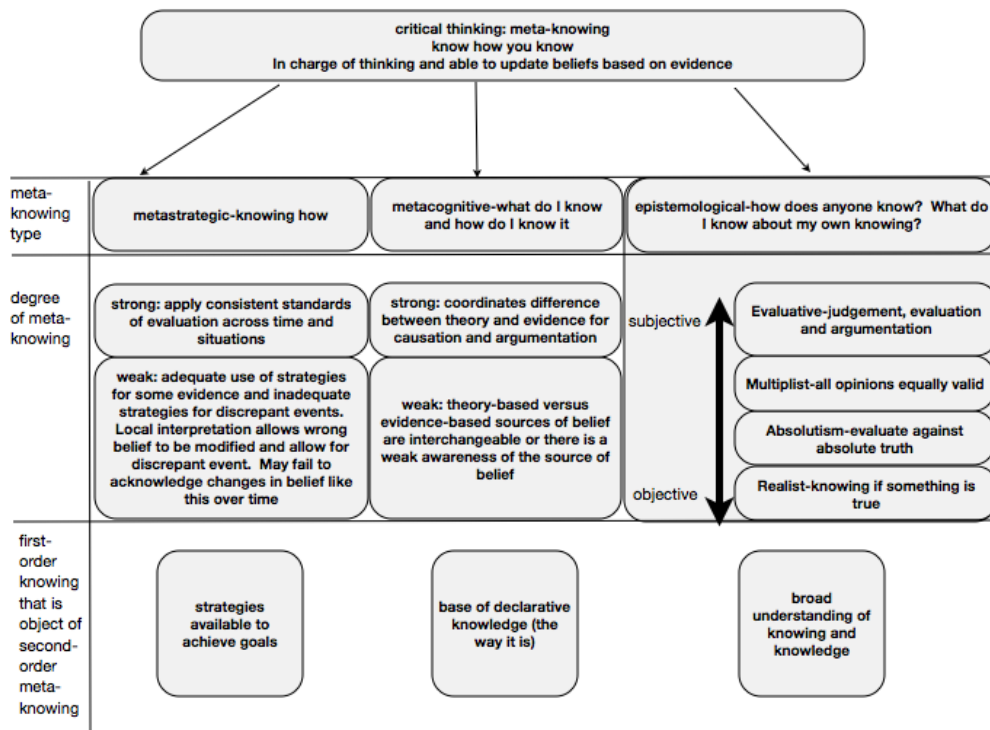 critical thinking: meta-knowing
know how you know
In charge of thinking and able to update beliefs based on evidence
meta-
knowing
type
metastrategic-knowing how
metacognitive-what do I know
and how do I know it
epistemological-how does anyone know? What do
I know about my own knowing?
degree
of meta-
knowing
strong: apply consistent standards
of evaluation across time and
situations
strong: coordinates difference
between theory and evidence for
causation and argumentation
subjective
Evaluative-judgement, evaluation
and argumentation
weak: adequate use of strategies
for some evidence and inadequate
strategies for discrepant events.
Local interpretation allows wrong
belief to be modified and allow for
discrepant event. May fail to
acknowledge changes in belief like
this over time
weak: theory-based versus
evidence-based sources of belief
are interchangeable or there is a
weak awareness of the source of
belief
Multiplist-all opinions equally valid
Absolutism-evaluate against
absolute truth
objective
Realist-knowing if something is
true
first-
order
knowing
that is
object of
second-
order
meta-
knowing
strategies
available to
achieve goals
base of declarative
knowledge (the
way it is)
broad
understanding of
knowing and
knowledge